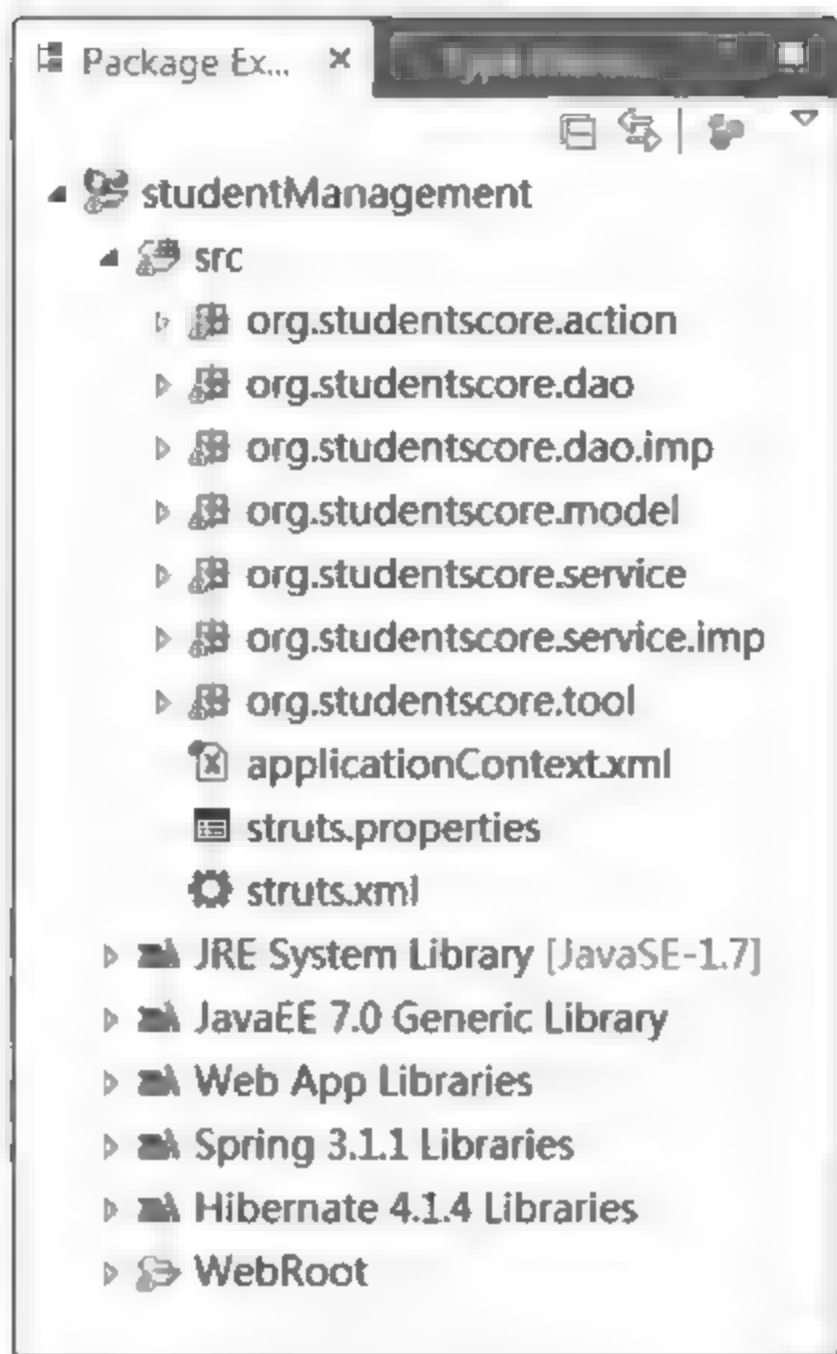 Package Ex...
studentManagement
src
org.studentscore.action
org.studentscore.dao
org.studentscore.dao.imp
org.studentscore.model
org.studentscore.service
org.studentscore.service.imp
org.studentscore.tool
applicationContext.xml
struts.properties
struts.xml
JRE System Library [JavaSE-1.7]
JavaEE 7.0 Generic Library
Web App Libraries
Spring 3.1.1 Libraries
Hibernate 4.1.4 Libraries
WebRoot